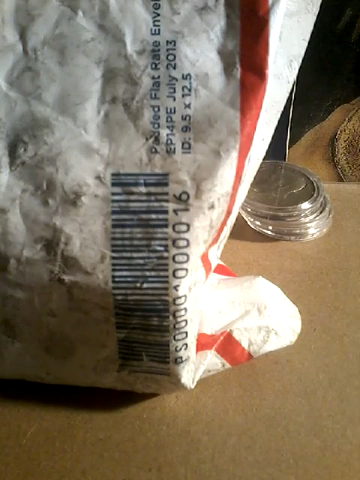 Padded Flat Rate Envel
EP14PE July 2013
ID: 9.5 x 12.5
PS00001000016